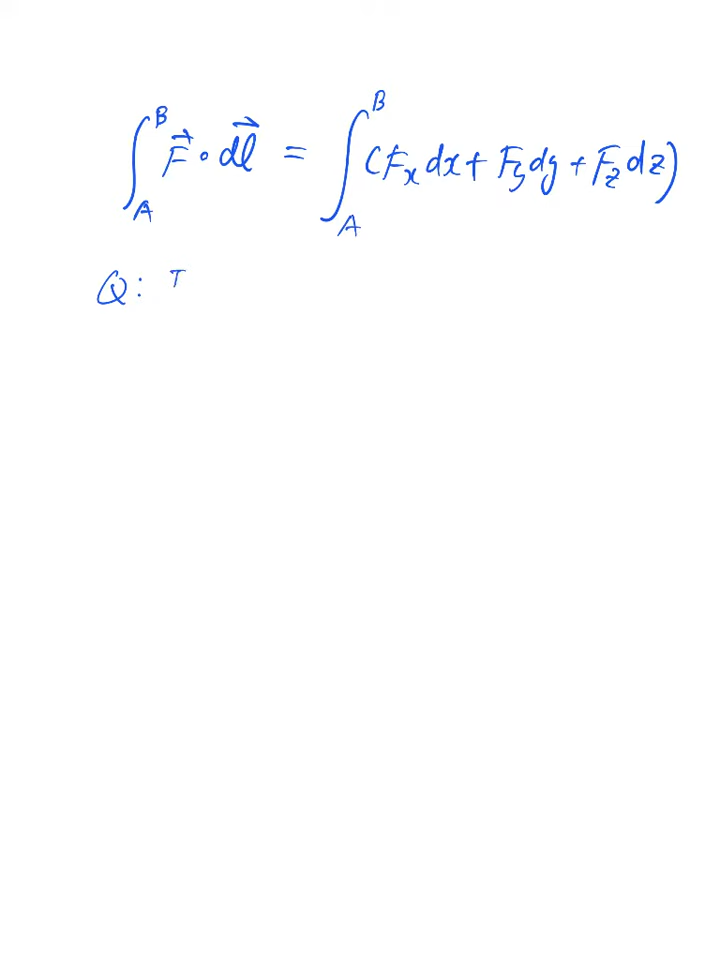 ∫_A^B F⃗ ∘ dl⃗ = ∫_A^B (F_x dx + F_y dy + F_z dz)
Q: T